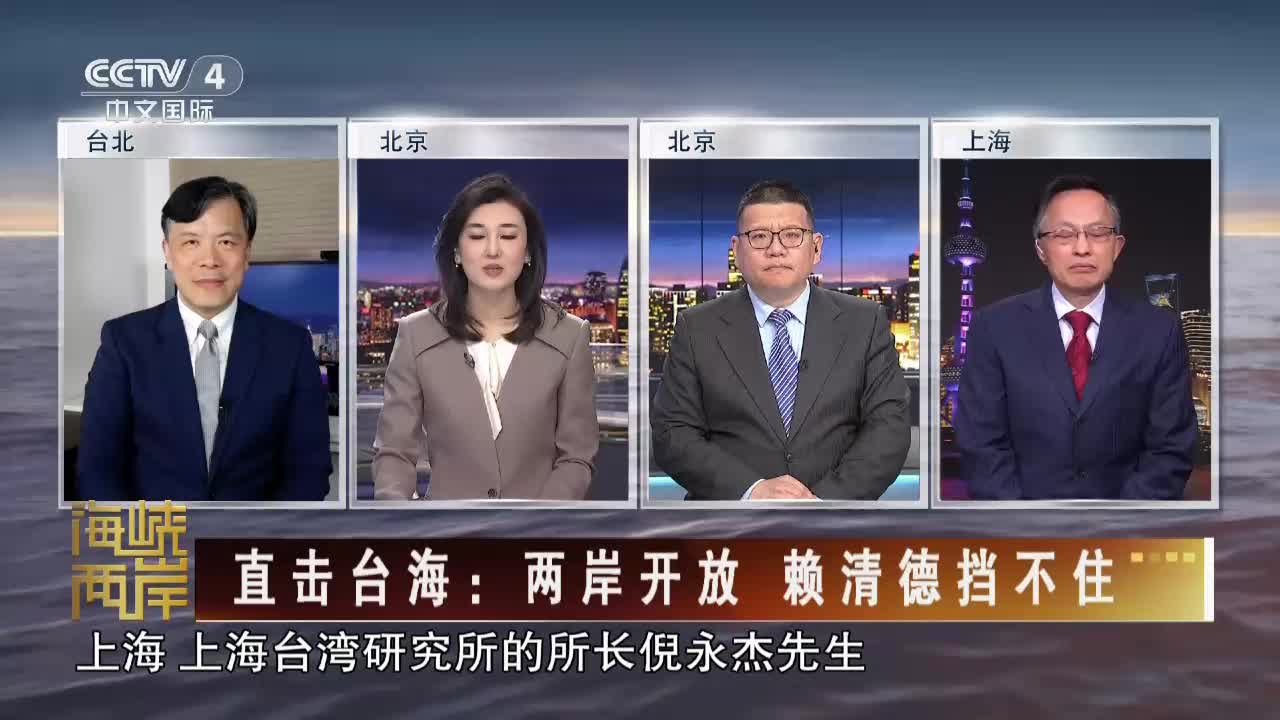 CCTV 4
中文国际
台北
北京
北京
上海
海峡
两岸
直击台海：两岸开放 赖清德挡不住
上海 上海台湾研究所的所长倪永杰先生